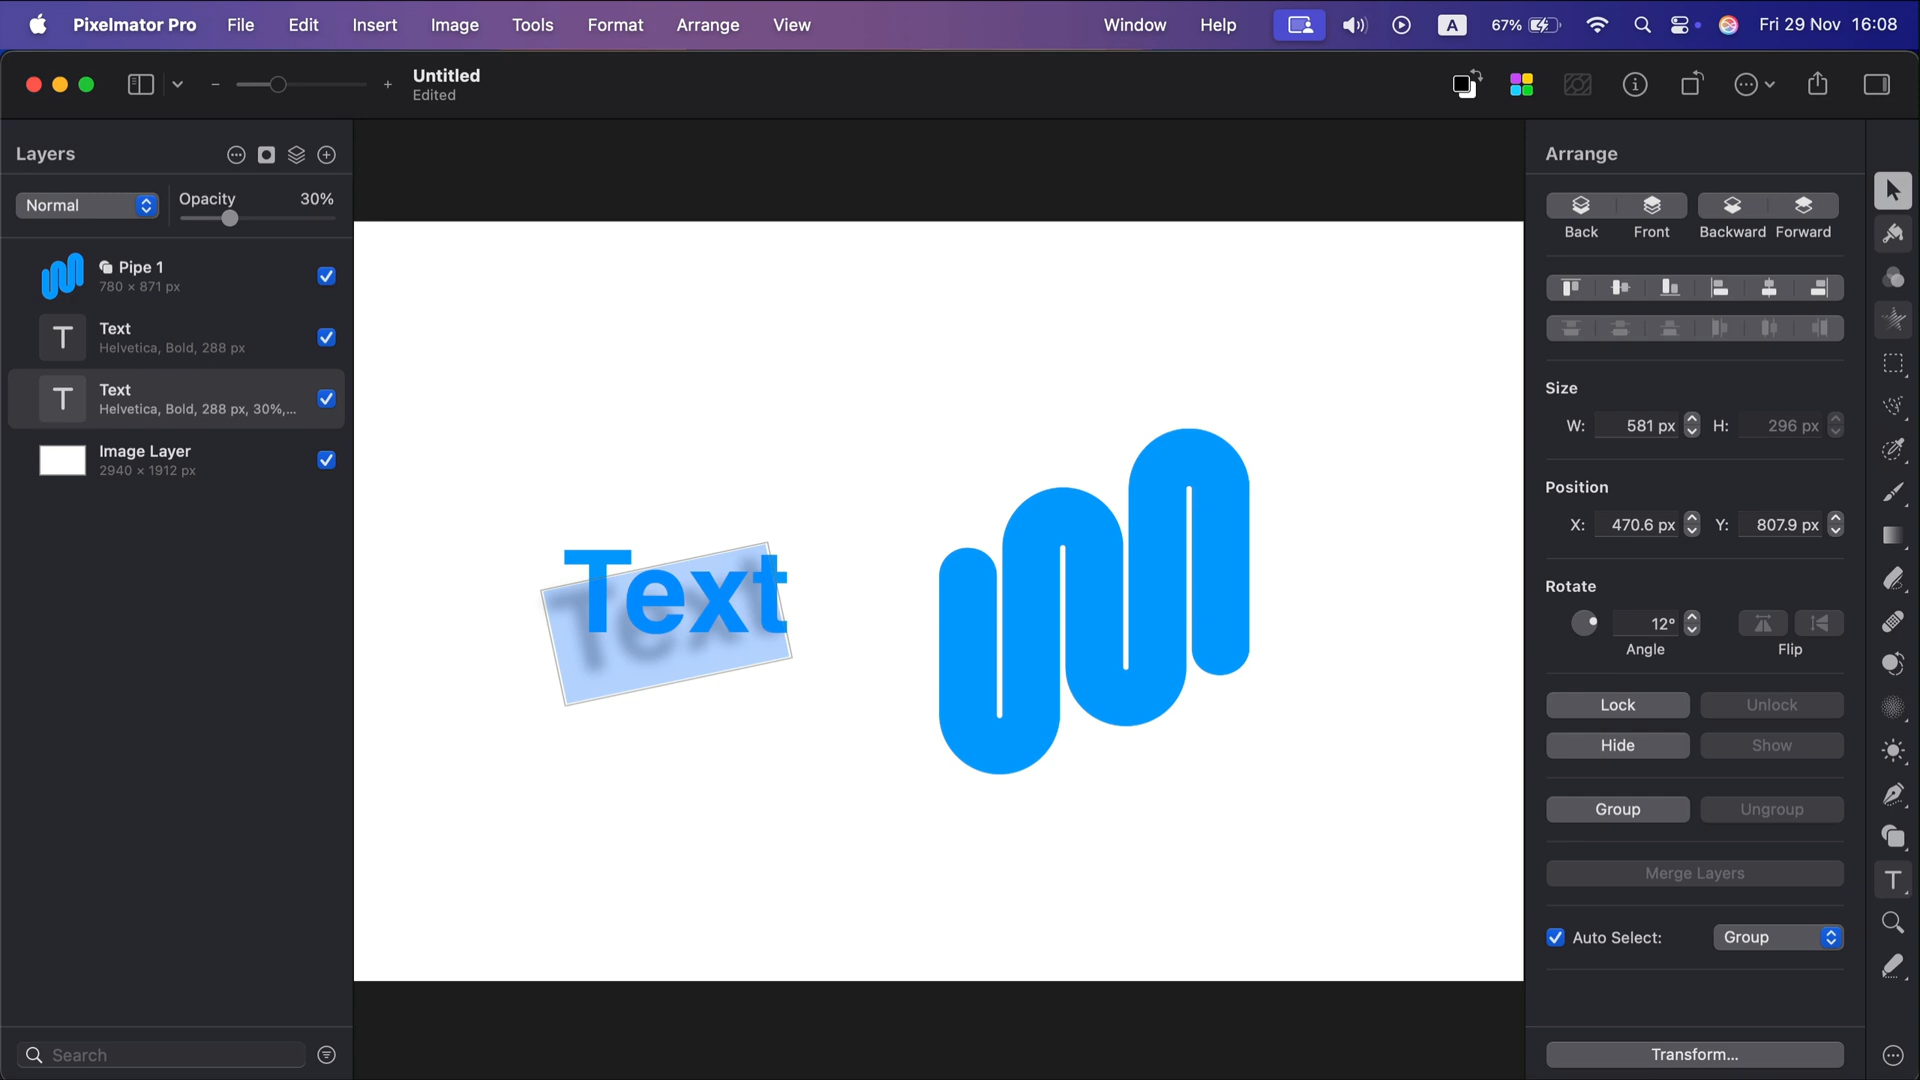 Pixelmator Pro File Edit Insert Image Tools Format Arrange View Window Help A 67% Fri 29 Nov 16:08
Untitled
Edited
Layers
Normal Opacity 30%
Pipe 1
780 × 871 px
Text
Helvetica, Bold, 288 px
Text
Helvetica, Bold, 288 px, 30%,...
Image Layer
2940 × 1912 px
Search
Text
Text
Arrange
Back Front Backward Forward
Size
W: 581 px H: 296 px
Position
X: 470.6 px Y: 807.9 px
Rotate
12°
Angle Flip
Lock Unlock
Hide Show
Group Ungroup
Merge Layers
Auto Select: Group
Transform...